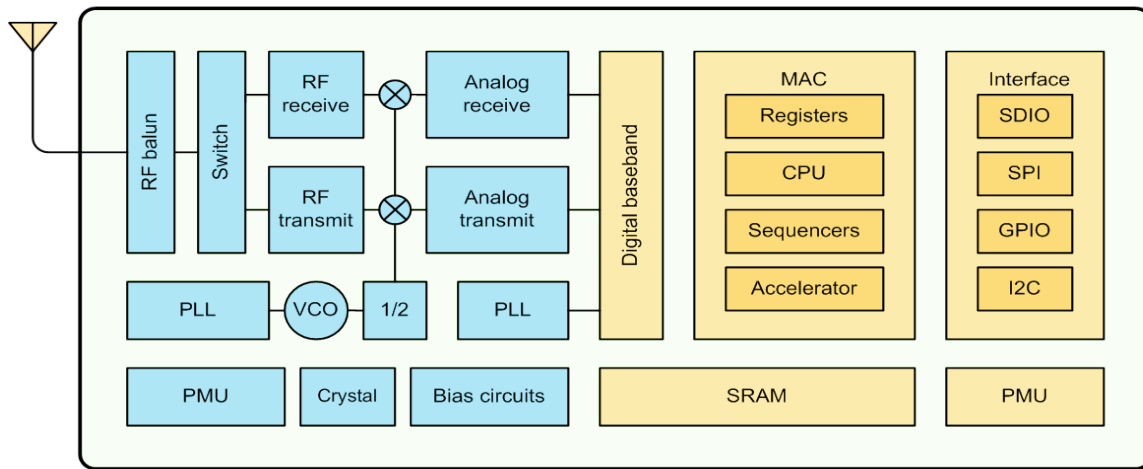 RF balun
Switch
RF
receive
Analog
receive
RF
transmit
Analog
transmit
PLL
VCO
1/2
PLL
Digital baseband
MAC
Registers
CPU
Sequencers
Accelerator
Interface
SDIO
SPI
GPIO
I2C
PMU
Crystal
Bias circuits
SRAM
PMU